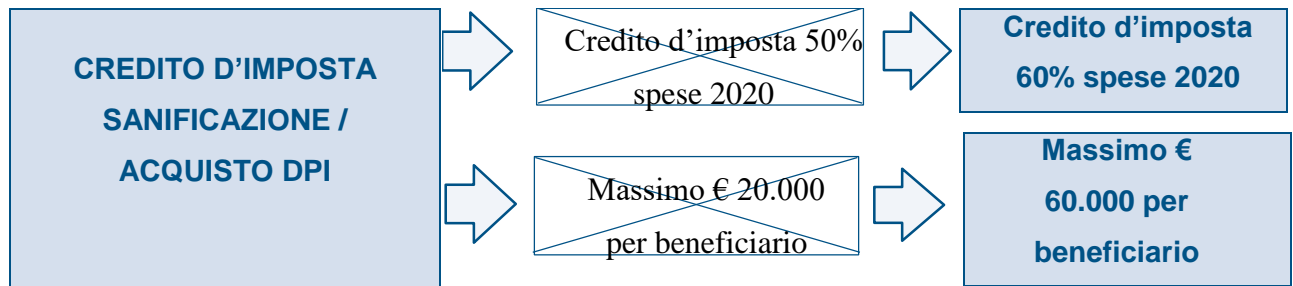 CREDITO D’IMPOSTA
SANIFICAZIONE /
ACQUISTO DPI
Credito d’imposta 50%
spese 2020
Credito d’imposta
60% spese 2020
Massimo € 20.000
per beneficiario
Massimo €
60.000 per
beneficiario